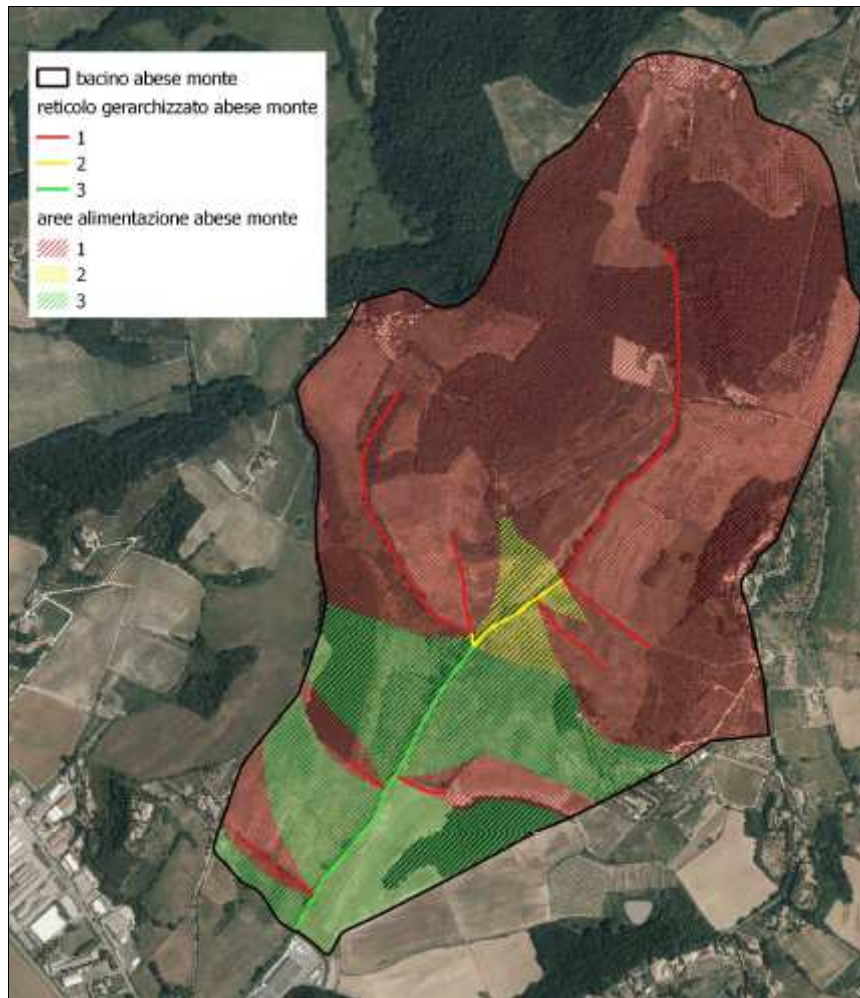 bacino abese monte
reticolo gerarchizzato abese monte
1
2
3
aree alimentazione abese monte
1
2
3